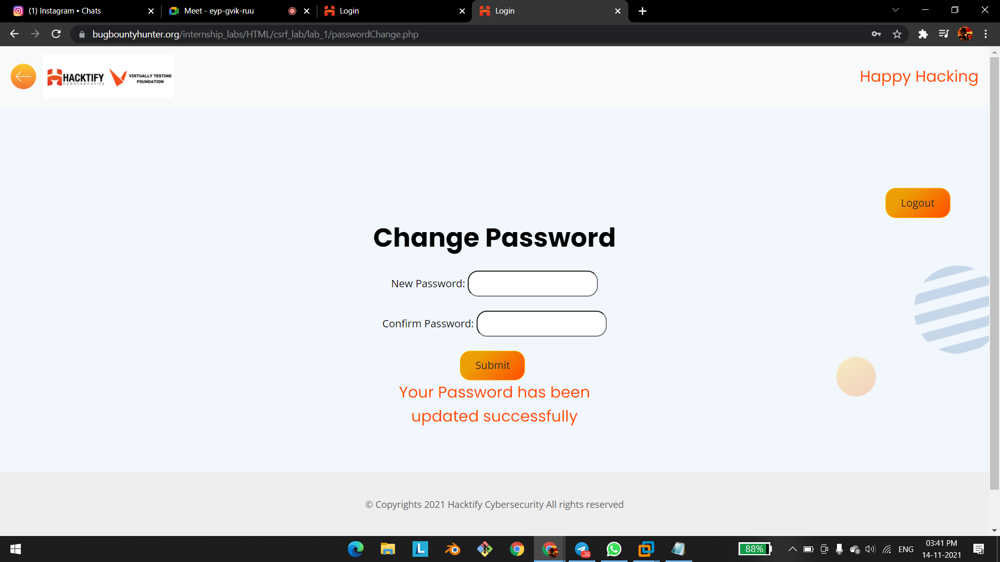 (1) Instagram • Chats
Meet - eyp-gvik-ruu
Login
Login
bugbountyhunter.org/internship_labs/HTML/csrf_lab/lab_1/passwordChange.php
HACKTIFY
cybersecurity
VIRTUALLY TESTING
FOUNDATION
Happy Hacking
Logout
Change Password
New Password:
Confirm Password:
Submit
Your Password has been
updated successfully
© Copyrights 2021 Hacktify Cybersecurity All rights reserved
L
26
88%
ENG
03:41 PM
14-11-2021